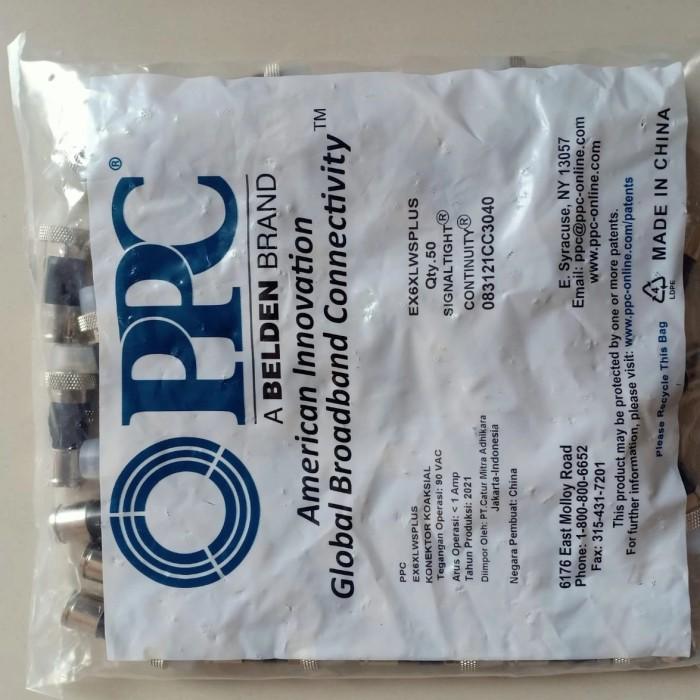 PPC®
A BELDEN BRAND
American Innovation
Global Broadband Connectivity™
EX6XLWSPLUS
Qty.50
SIGNALTIGHT®
CONTINUITY®
083121CC3040
PPC
EX6XLWSPLUS
KONEKTOR KOAKSIAL
Tegangan Operasi: 90 VAC
Arus Operasi: < 1 Amp
Tahun Produksi: 2021
Diimpor Oleh: PT.Catur Mitra Adhikara
Jakarta-Indonesia
Negara Pembuat: China
6176 East Molloy Road
Phone: 1-800-800-6652
Fax: 315-431-7201
E. Syracuse, NY 13057
Email: ppc@ppc-online.com
www.ppc-online.com
This product may be protected by one or more patents.
For further information, please visit: www.ppc-online.com/patents
Please Recycle This Bag
LDPE
MADE IN CHINA